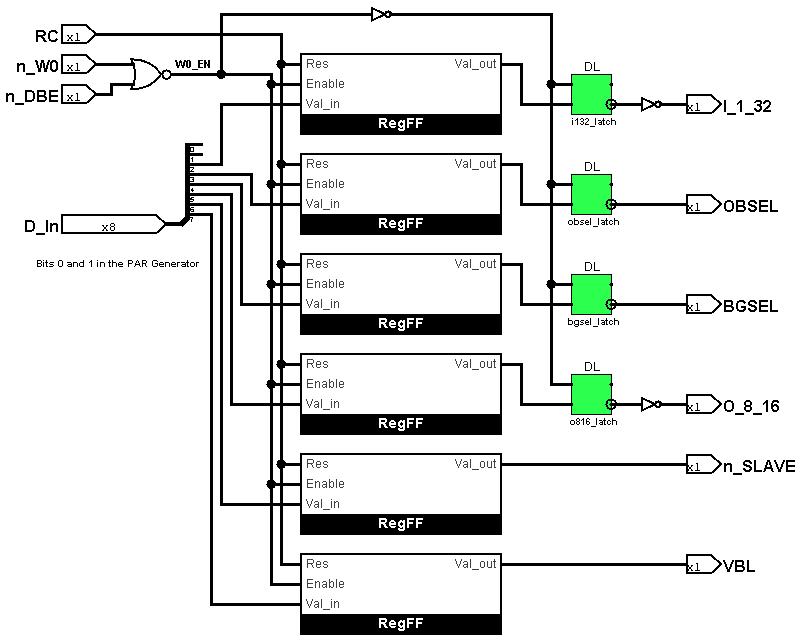 RC x1
n_W0 x1
n_DBE x1
W0_EN
D_In x8
Bits 0 and 1 in the PAR Generator
0
1
2
3
4
5
6
7
Res Val_out
Enable
Val_in
RegFF
DL
i132_latch
x1 I_1_32
Res Val_out
Enable
Val_in
RegFF
DL
obsel_latch
x1 OBSEL
Res Val_out
Enable
Val_in
RegFF
DL
bgsel_latch
x1 BGSEL
Res Val_out
Enable
Val_in
RegFF
DL
o816_latch
x1 O_8_16
Res Val_out
Enable
Val_in
RegFF
x1 n_SLAVE
Res Val_out
Enable
Val_in
RegFF
x1 VBL